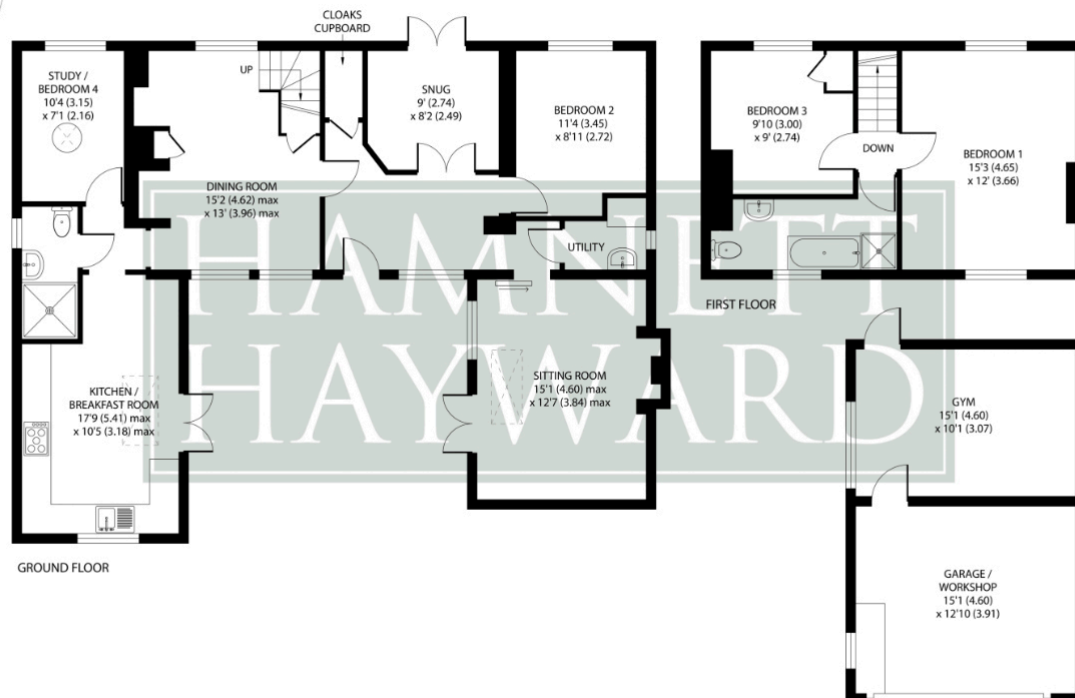 CLOAKS
CUPBOARD
STUDY /
BEDROOM 4
10'4 (3.15)
x 7'1 (2.16)
UP
SNUG
9' (2.74)
x 8'2 (2.49)
BEDROOM 2
11'4 (3.45)
x 8'11 (2.72)
BEDROOM 3
9'10 (3.00)
x 9' (2.74)
DOWN
BEDROOM 1
15'3 (4.65)
x 12' (3.66)
DINING ROOM
15'2 (4.62) max
x 13' (3.96) max
UTILITY
HAMNETT
HAYWARD
FIRST FLOOR
KITCHEN /
BREAKFAST ROOM
17'9 (5.41) max
x 10'5 (3.18) max
SITTING ROOM
15'1 (4.60) max
x 12'7 (3.84) max
GYM
15'1 (4.60)
x 10'1 (3.07)
GROUND FLOOR
GARAGE /
WORKSHOP
15'1 (4.60)
x 12'10 (3.91)